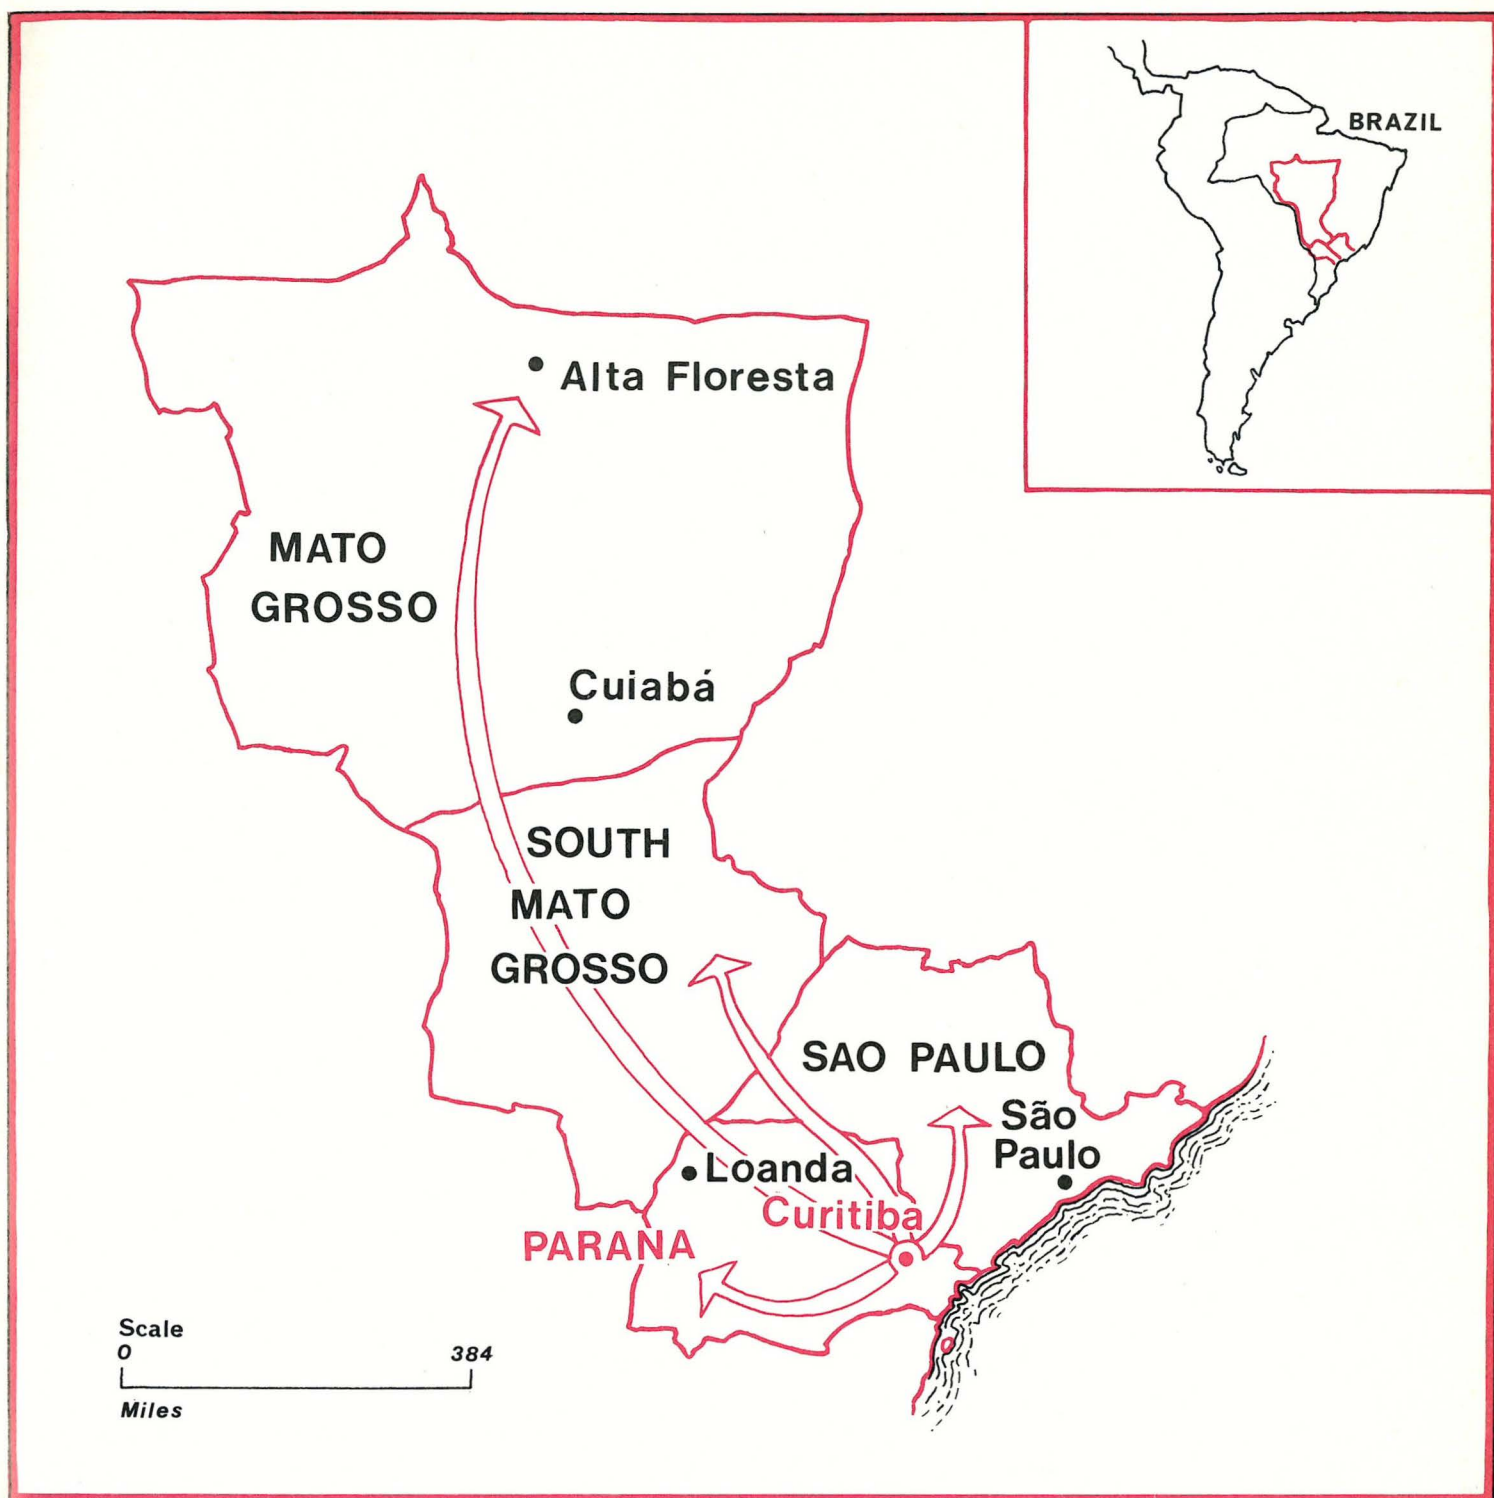 BRAZIL
Alta Floresta
MATO
GROSSO
Cuiabá
SOUTH
MATO
GROSSO
SAO PAULO
São
Paulo
Loanda
Curitiba
PARANA
Scale
0 384
Miles